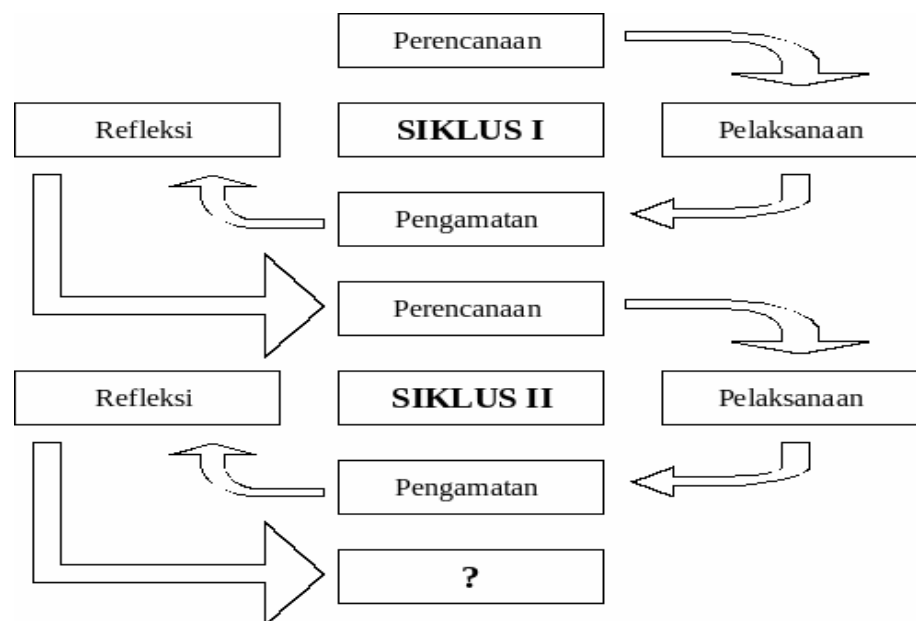 Perencanaan
Refleksi
SIKLUS I
Pelaksanaan
Pengamatan
Perencanaan
Refleksi
SIKLUS II
Pelaksanaan
Pengamatan
?